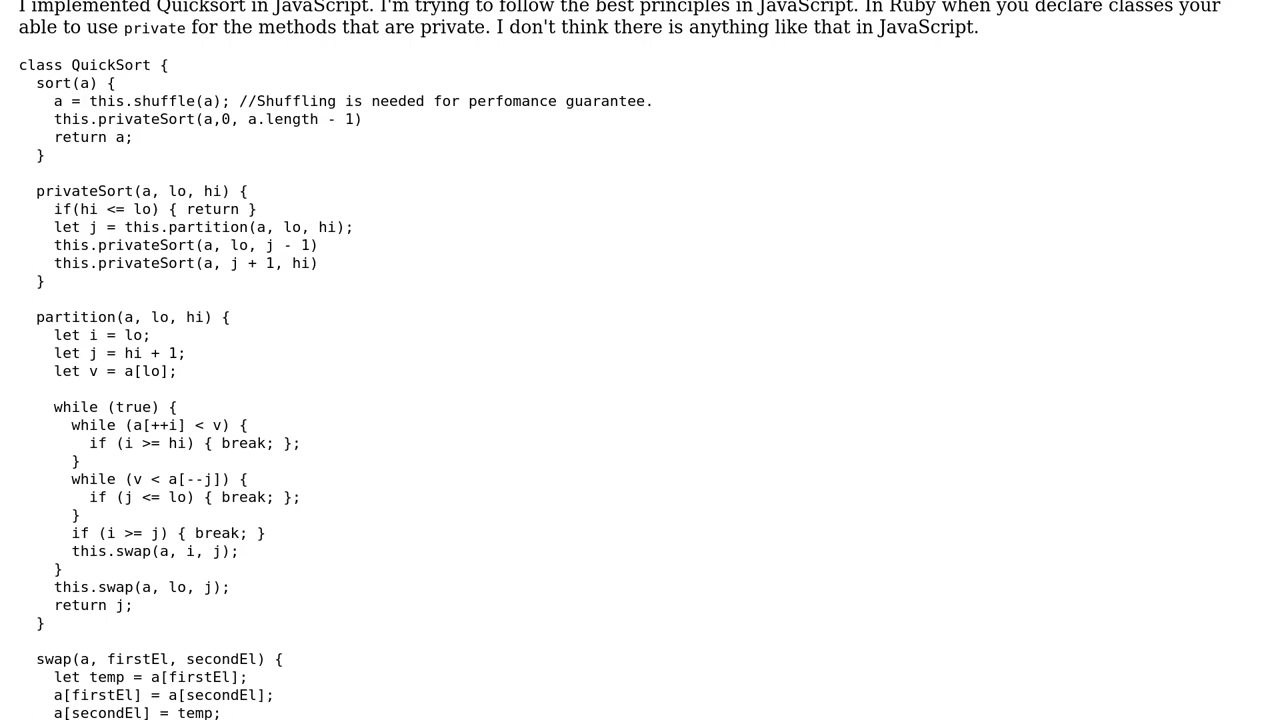 I implemented Quicksort in JavaScript. I'm trying to follow the best principles in JavaScript. In Ruby when you declare classes your
able to use private for the methods that are private. I don't think there is anything like that in JavaScript.
class QuickSort {
  sort(a) {
    a = this.shuffle(a); //Shuffling is needed for perfomance guarantee.
    this.privateSort(a,0, a.length - 1)
    return a;
  }

  privateSort(a, lo, hi) {
    if(hi <= lo) { return }
    let j = this.partition(a, lo, hi);
    this.privateSort(a, lo, j - 1)
    this.privateSort(a, j + 1, hi)
  }

  partition(a, lo, hi) {
    let i = lo;
    let j = hi + 1;
    let v = a[lo];

    while (true) {
      while (a[++i] < v) {
        if (i >= hi) { break; };
      }
      while (v < a[--j]) {
        if (j <= lo) { break; };
      }
      if (i >= j) { break; }
      this.swap(a, i, j);
    }
    this.swap(a, lo, j);
    return j;
  }

  swap(a, firstEl, secondEl) {
    let temp = a[firstEl];
    a[firstEl] = a[secondEl];
    a[secondEl] = temp;